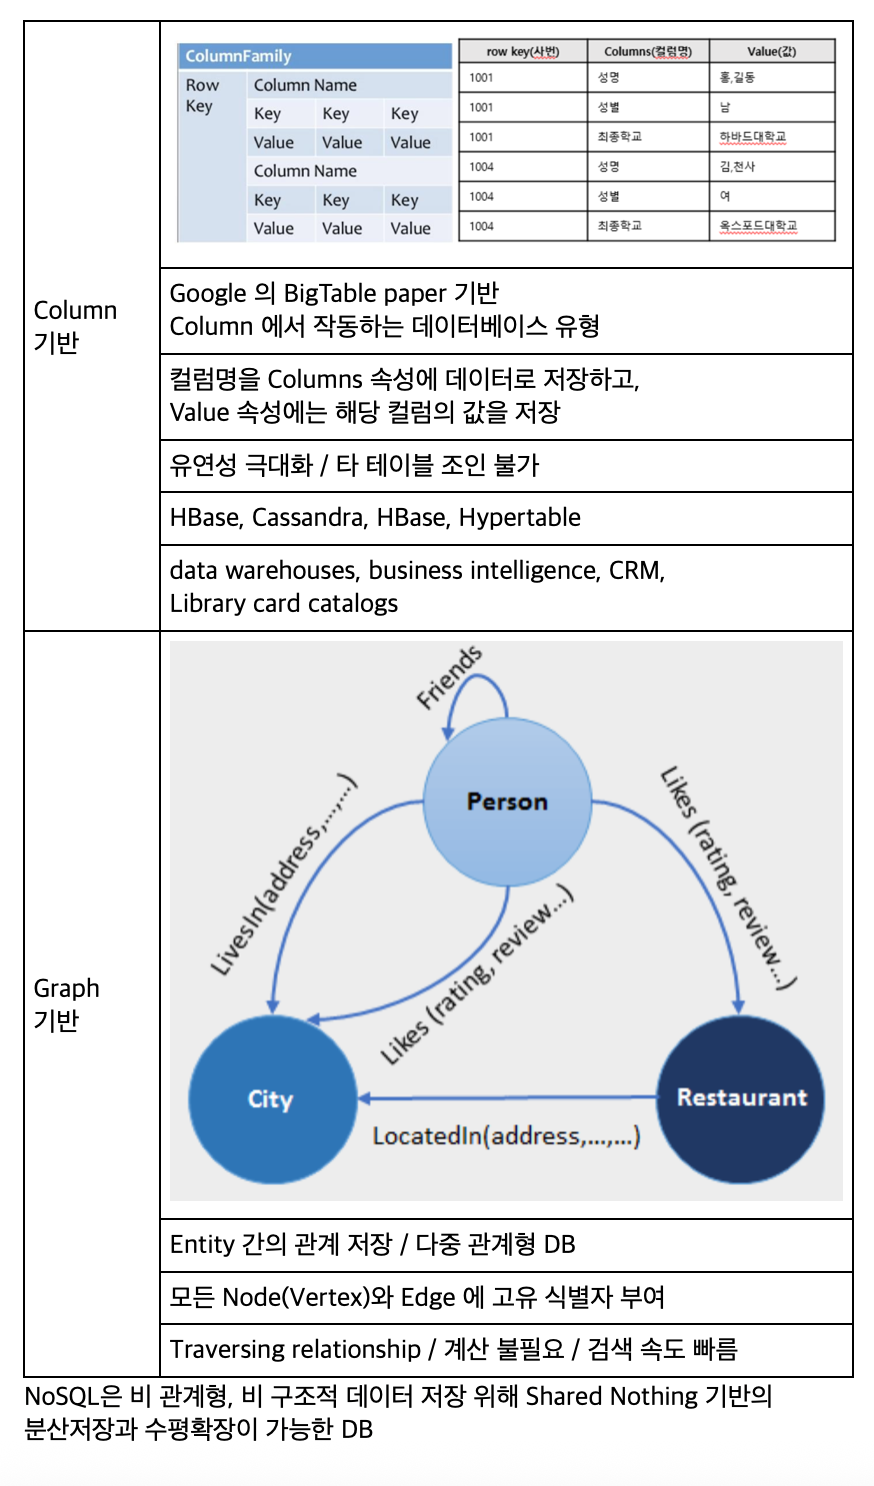 Column
기반
ColumnFamily
Row
Key
Column Name
Key Key Key
Value Value Value
Column Name
Key Key Key
Value Value Value
row key(사번) Columns(컬럼명) Value(값)
1001 성명 홍,길동
1001 성별 남
1001 최종학교 하바드대학교
1004 성명 김,천사
1004 성별 여
1004 최종학교 옥스포드대학교
Google 의 BigTable paper 기반
Column 에서 작동하는 데이터베이스 유형
컬럼명을 Columns 속성에 데이터로 저장하고,
Value 속성에는 해당 컬럼의 값을 저장
유연성 극대화 / 타 테이블 조인 불가
HBase, Cassandra, HBase, Hypertable
data warehouses, business intelligence, CRM,
Library card catalogs
Graph
기반
Friends
Person
LivesIn(address,...,...)
Likes (rating, review...)
Likes (rating, review...)
City
Restaurant
LocatedIn(address,...,...)
Entity 간의 관계 저장 / 다중 관계형 DB
모든 Node(Vertex)와 Edge 에 고유 식별자 부여
Traversing relationship / 계산 불필요 / 검색 속도 빠름
NoSQL은 비 관계형, 비 구조적 데이터 저장 위해 Shared Nothing 기반의
분산저장과 수평확장이 가능한 DB